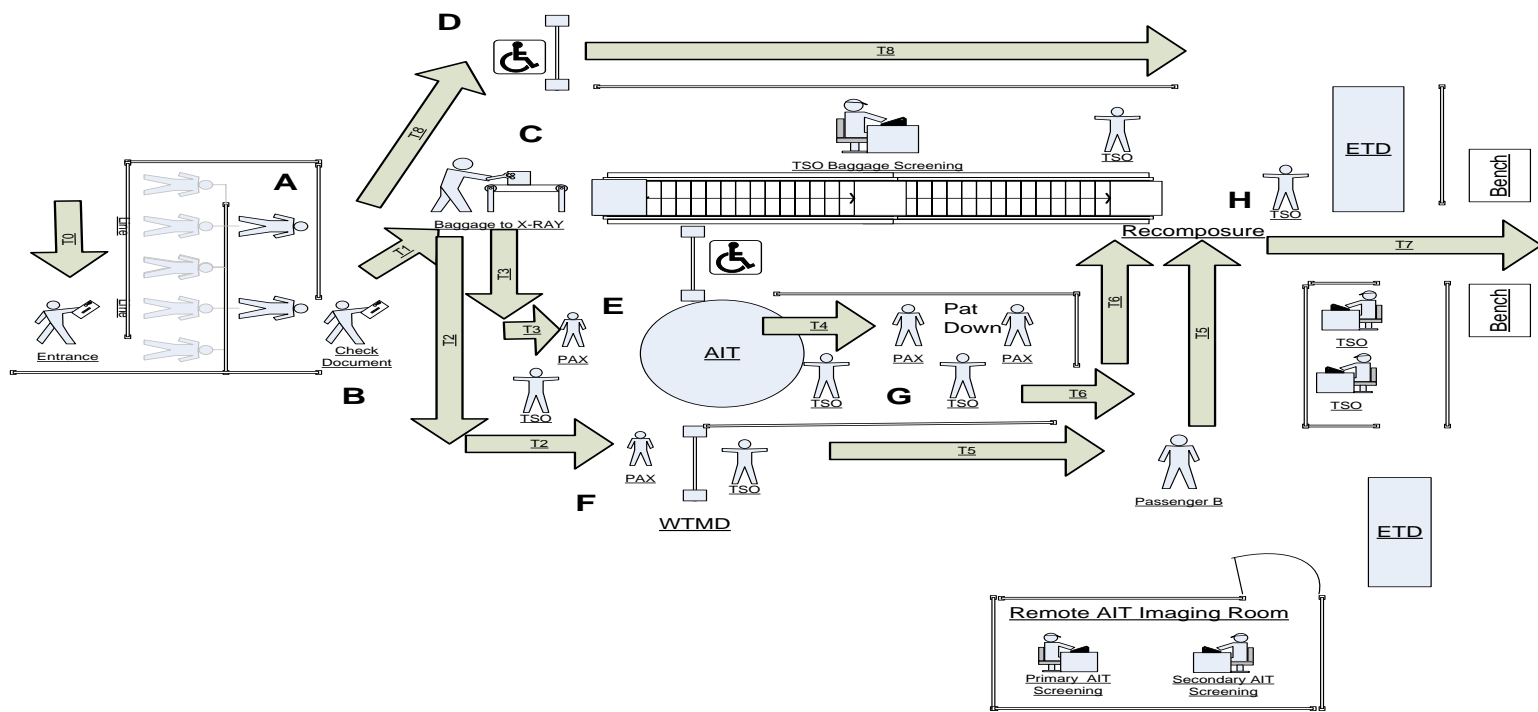 D
T8
T8
C
TSO Baggage Screening
TSO
ETD
Bench
A
T0
Line
Line
Entrance
Check
Document
B
T1
Baggage to X-RAY
H
TSO
Recomposure
T7
T3
T3
PAX
TSO
E
AIT
T4
Pat
Down
PAX
PAX
TSO
G
TSO
T6
T6
T5
TSO
TSO
Bench
T2
T2
PAX
F
TSO
WTMD
T5
Passenger B
ETD
Remote AIT Imaging Room
Primary AIT
Screening
Secondary AIT
Screening